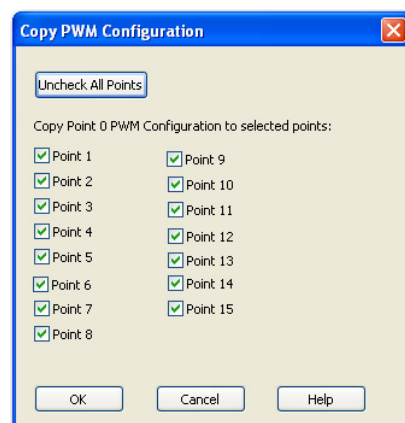 Copy PWM Configuration
Uncheck All Points
Copy Point 0 PWM Configuration to selected points:
Point 1
Point 2
Point 3
Point 4
Point 5
Point 6
Point 7
Point 8
Point 9
Point 10
Point 11
Point 12
Point 13
Point 14
Point 15
OK Cancel Help